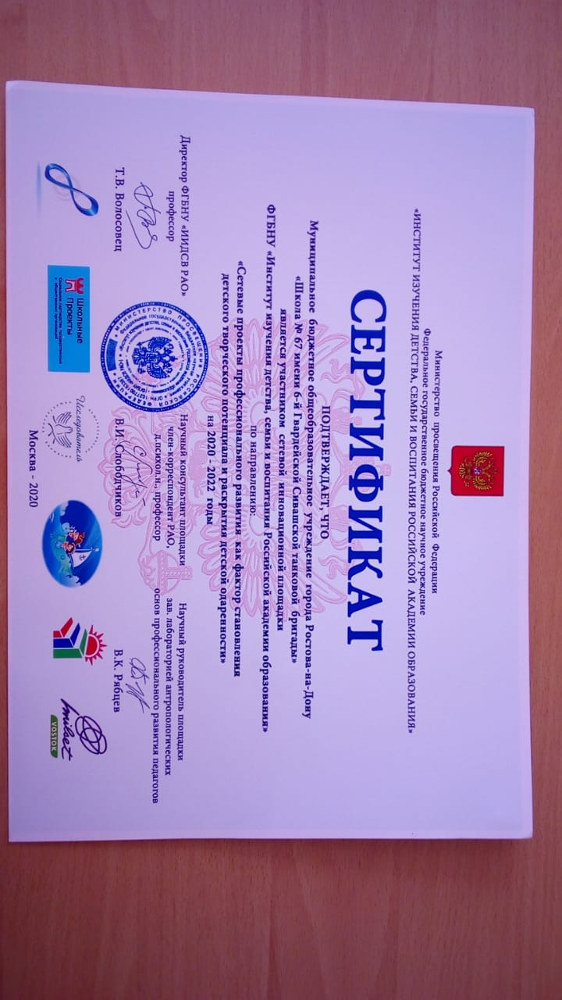 Министерство просвещения Российской Федерации
Федеральное государственное бюджетное научное учреждение
«ИНСТИТУТ ИЗУЧЕНИЯ ДЕТСТВА, СЕМЬИ И ВОСПИТАНИЯ РОССИЙСКОЙ АКАДЕМИИ ОБРАЗОВАНИЯ»
СЕРТИФИКАТ
ПОДТВЕРЖДАЕТ, ЧТО
Муниципальное бюджетное общеобразовательное учреждение города Ростова-на-Дону
«Школа № 67 имени 6-й Гвардейской Сивашской танковой бригады»
является участником сетевой инновационной площадки
ФГБНУ «Институт изучения детства, семьи и воспитания Российской академии образования»
по направлению:
«Сетевые проекты профессионального развития как фактор становления
детского творческого потенциала и раскрытия детской одаренности»
на 2020 - 2022 годы
Директор ФГБНУ «ИИДСВ РАО»
профессор
Т.В. Волосовец
Научный консультант площадки
член-корреспондент РАО,
д.психол.н., профессор
В.И. Слободчиков
Научный руководитель площадки
зав. лабораторией антропологических
основ профессионального развития педагогов
В.К. Рябцев
МИНИСТЕРСТВО ПРОСВЕЩЕНИЯ РОССИЙСКОЙ ФЕДЕРАЦИИ
Школьные
Проекты
Исследователь
VOSTOK
Москва - 2020